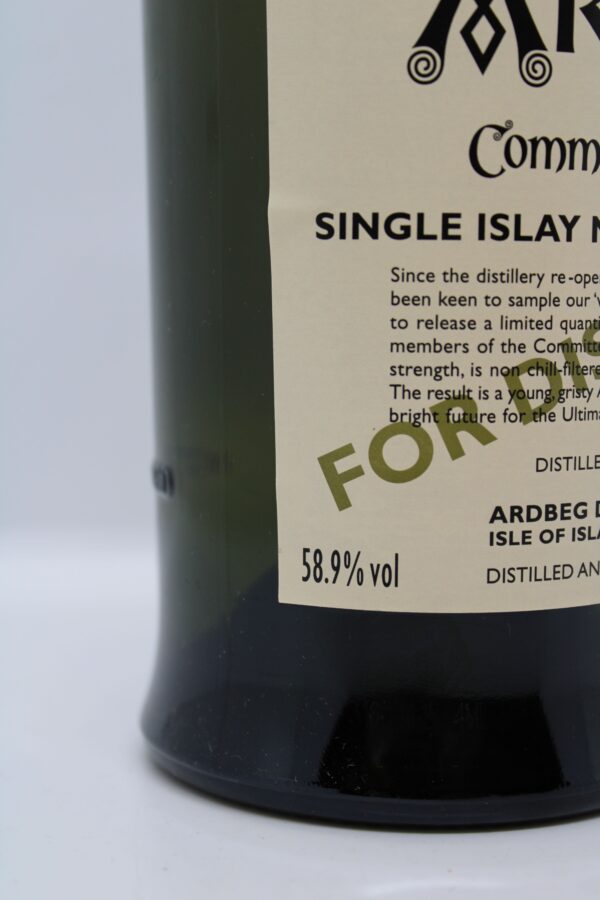 Comm
SINGLE ISLAY
Since the distillery re-ope
been keen to sample our
to release a limited quanti
members of the Committe
strength, is non chill-filtere
The result is a young, gristy
bright future for the Ultima
FOR DIS
DISTILLE
ARDBEG D
ISLE OF ISLA
58.9% vol
DISTILLED AN